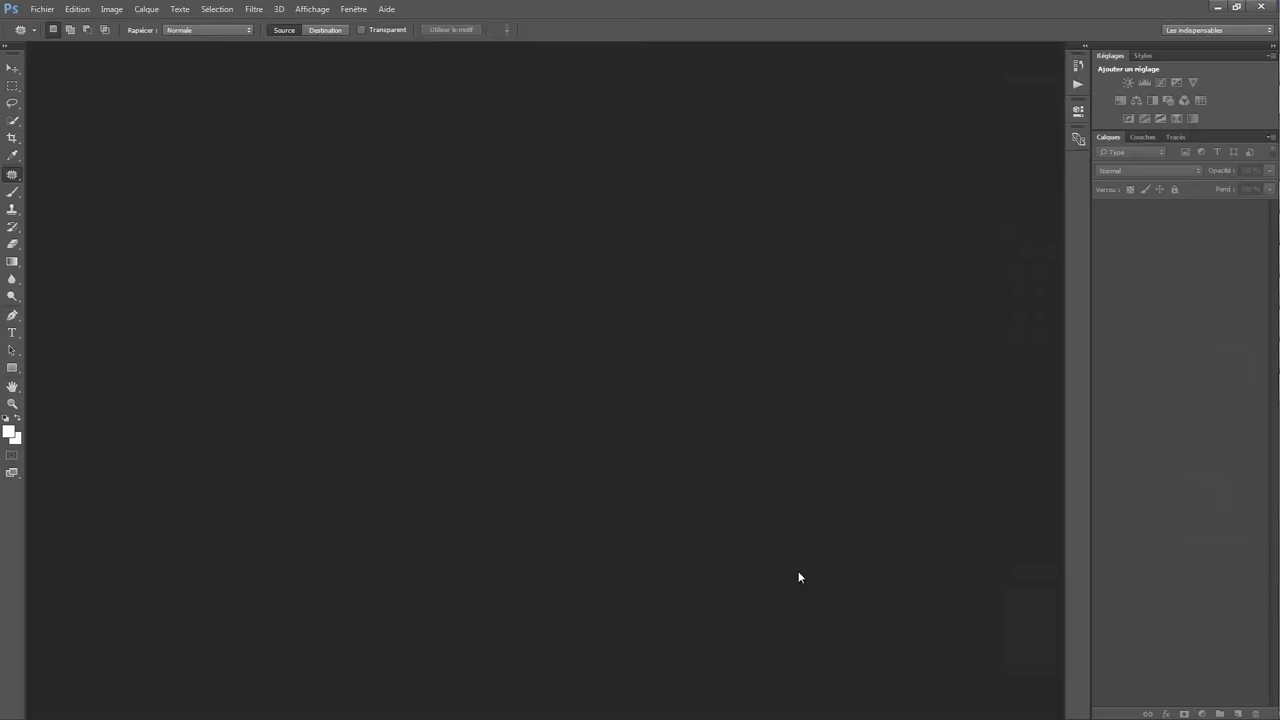 Ps Fichier Edition Image Calque Texte Sélection Filtre 3D Affichage Fenêtre Aide
Rapiécer : Normale Source Destination Transparent Utiliser le motif Les indispensables
Réglages Styles
Ajouter un réglage
Calques Couches Tracés
Type
Normal Opacité :
Verrou : Fond :
T
fx